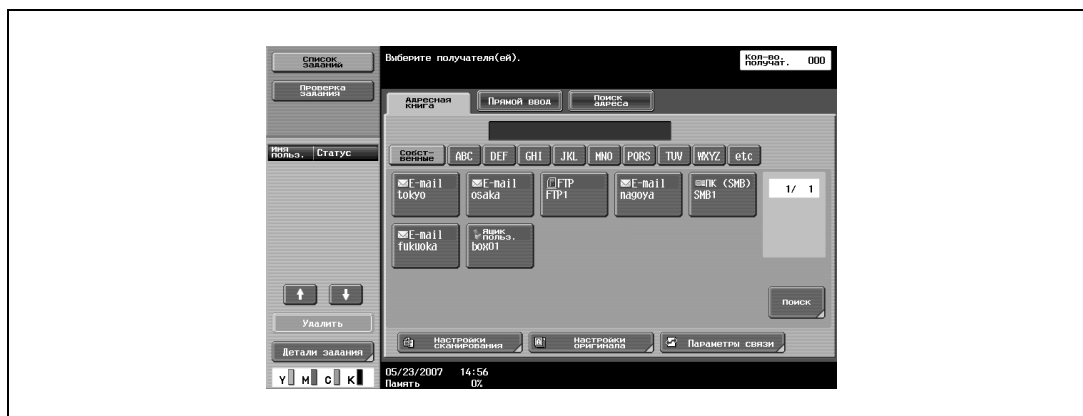 Список
заданий
Проверка
задания
Имя
польз.
Статус
Удалить
Детали задания
Y M C K
Выберите получателя(ей).
Кол-во.
получат.
000
Адресная
книга
Прямой ввод
Поиск
адреса
Собст-
венные
ABC DEF GHI JKL MNO PQRS TUV WXYZ etc
E-mail
tokyo
E-mail
osaka
FTP
FTP1
E-mail
nagoya
ПК (SMB)
SMB1
1/ 1
E-mail
fukuoka
Ящик
польз.
box01
Поиск
Настройки
сканирования
Настройки
оригинала
Параметры связи
05/23/2007 14:56
Память 0%